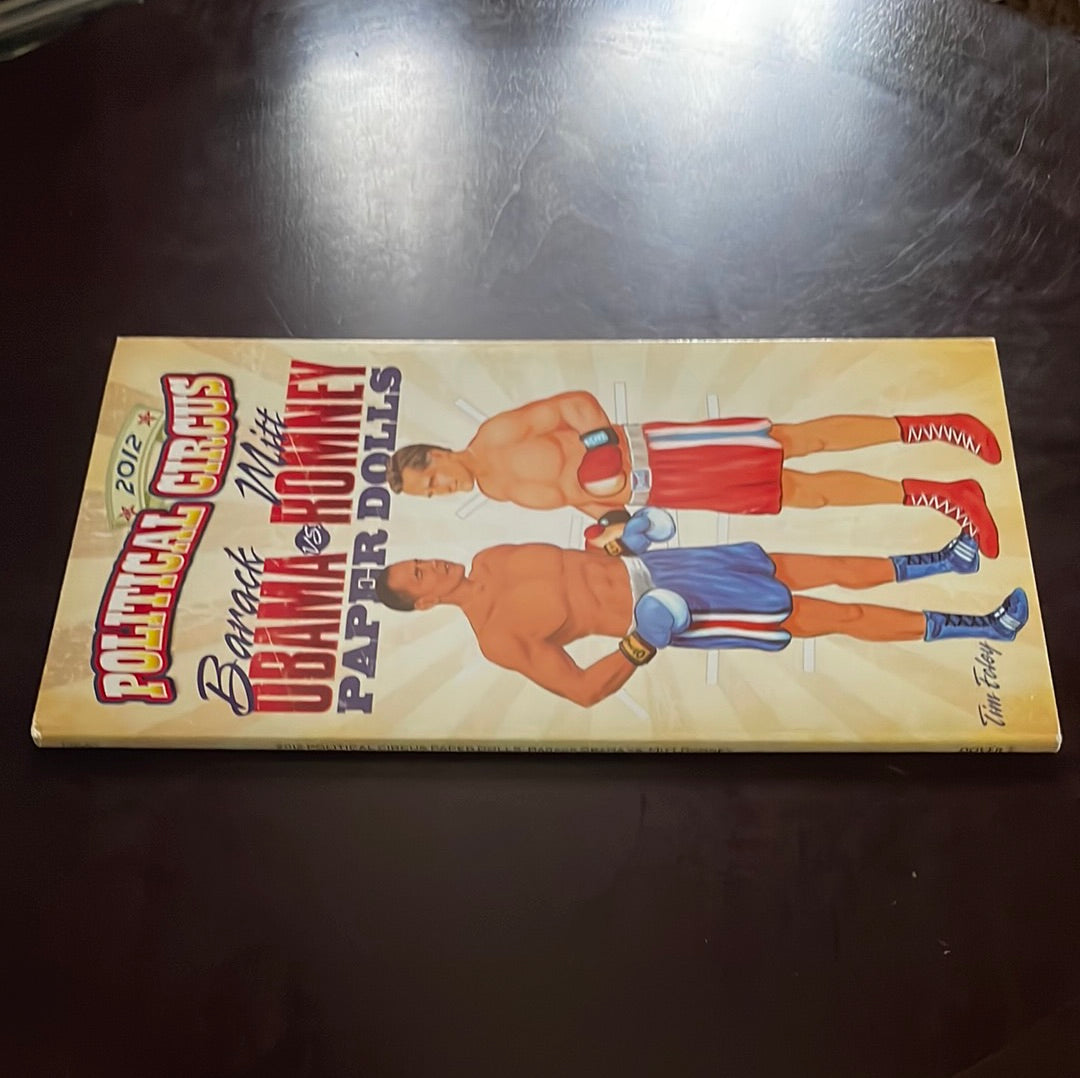 2012
POLITICAL CIRCUS
Barack Mitt
OBAMA VS. ROMNEY
PAPER DOLLS
Tim Foley
2012 POLITICAL CIRCUS PAPER DOLLS: BARACK OBAMA VS. MITT ROMNEY
DOVER